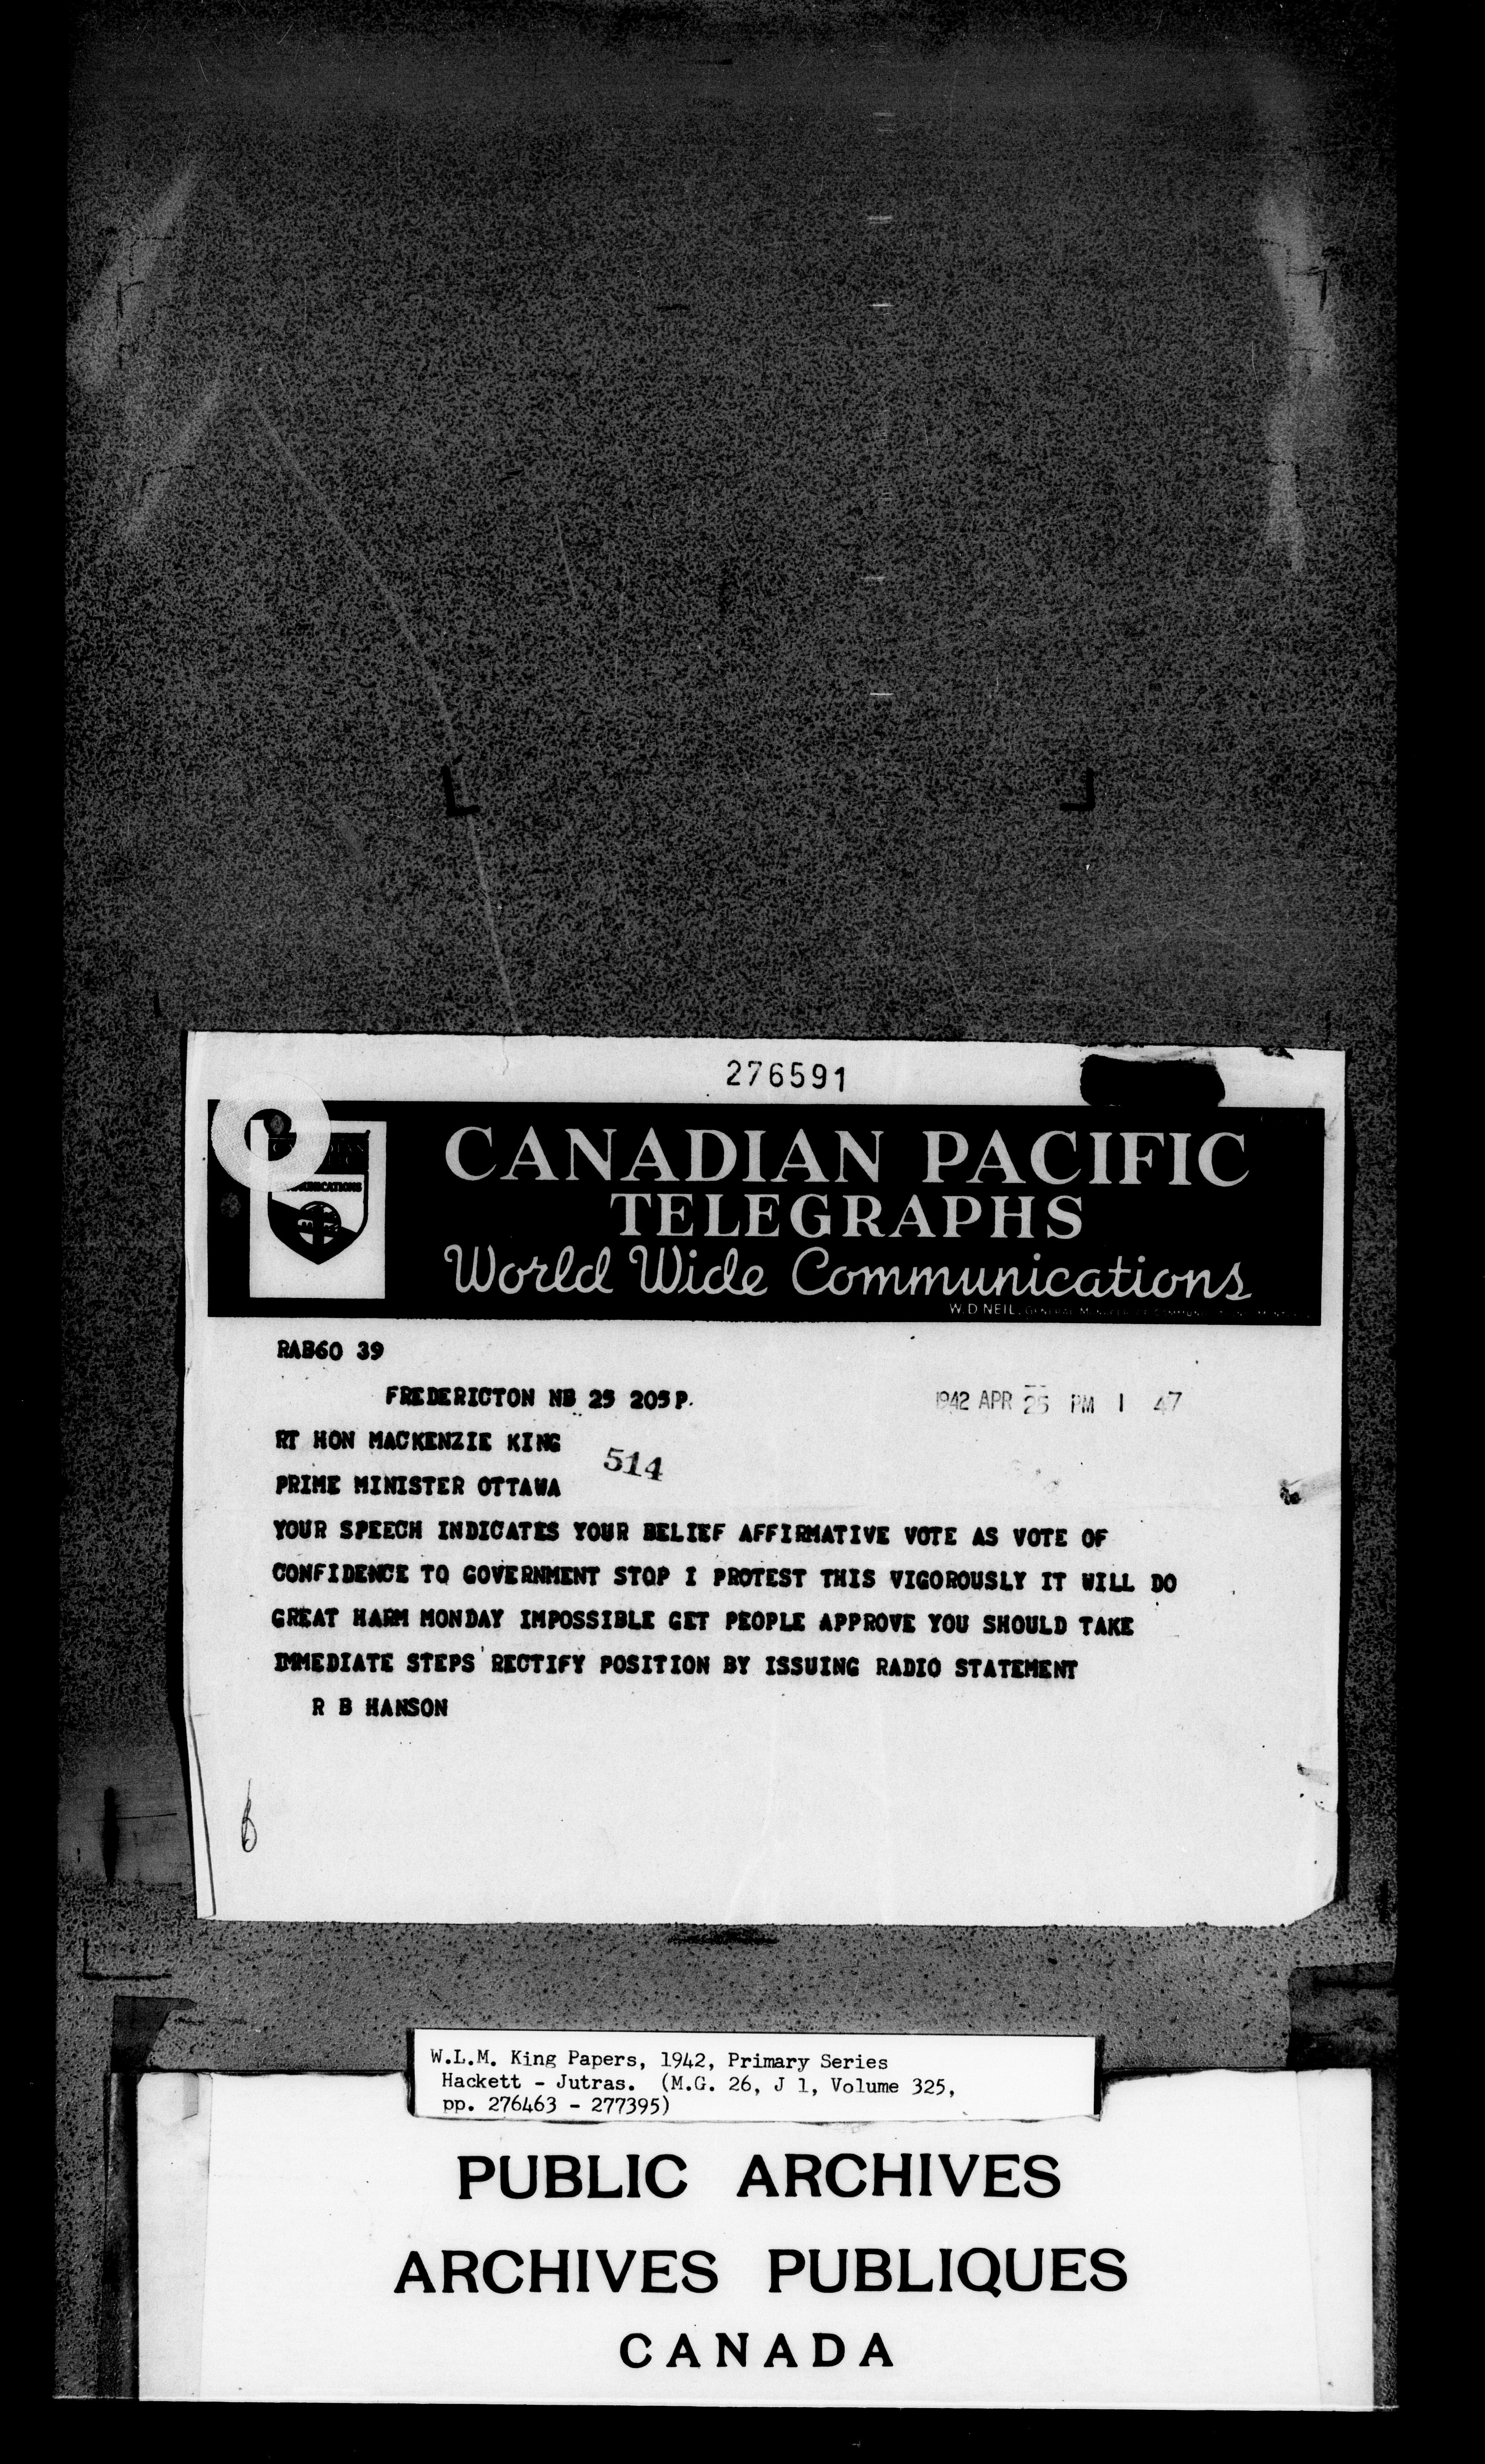 276591
CANADIAN PACIFIC
TELEGRAPHS
World Wide Communications
W. D. NEIL, GENERAL
RAB60 39
FREDERICTON NB 25 205P.
1942 APR 25 PM 1 47
RT HON MACKENZIE KING
514
PRIME MINISTER OTTAWA
YOUR SPEECH INDICATES YOUR BELIEF AFFIRMATIVE VOTE AS VOTE OF
CONFIDENCE TO GOVERNMENT STOP I PROTEST THIS VIGOROUSLY IT WILL DO
GREAT HARM MONDAY IMPOSSIBLE GET PEOPLE APPROVE YOU SHOULD TAKE
IMMEDIATE STEPS RECTIFY POSITION BY ISSUING RADIO STATEMENT
R B HANSON
6
W.L.M. King Papers, 1942, Primary Series
Hackett - Jutras. (M.G. 26, J 1, Volume 325,
pp. 276463 - 277395)
PUBLIC ARCHIVES
ARCHIVES PUBLIQUES
CANADA